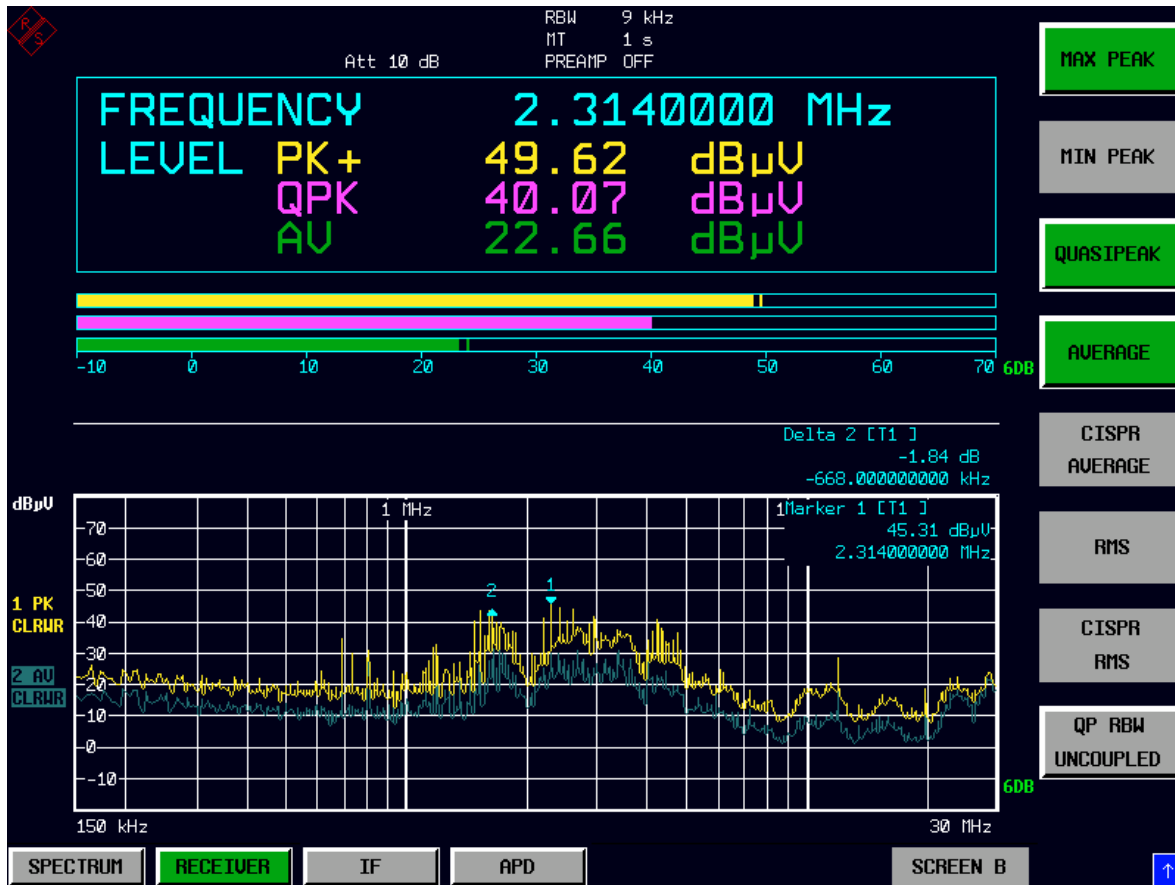 R
S
RBW 9 kHz
MT 1 s
Att 10 dB PREAMP OFF
FREQUENCY 2.3140000 MHz
LEVEL PK+ 49.62 dBµV
QPK 40.07 dBµV
AV 22.66 dBµV
-10 0 10 20 30 40 50 60 70 6DB
Delta 2 [T1 ]
-1.84 dB
-668.000000000 kHz
dBµV
1 MHz 1
Marker 1 [T1 ]
45.31 dBµV
2.314000000 MHz
70
60
50
40
30
20
10
0
-10
2 1
1 PK
CLRWR
2 AV
CLRWR
6DB
150 kHz 30 MHz
MAX PEAK
MIN PEAK
QUASIPEAK
AVERAGE
CISPR
AVERAGE
RMS
CISPR
RMS
QP RBW
UNCOUPLED
SPECTRUM RECEIVER IF APD SCREEN B